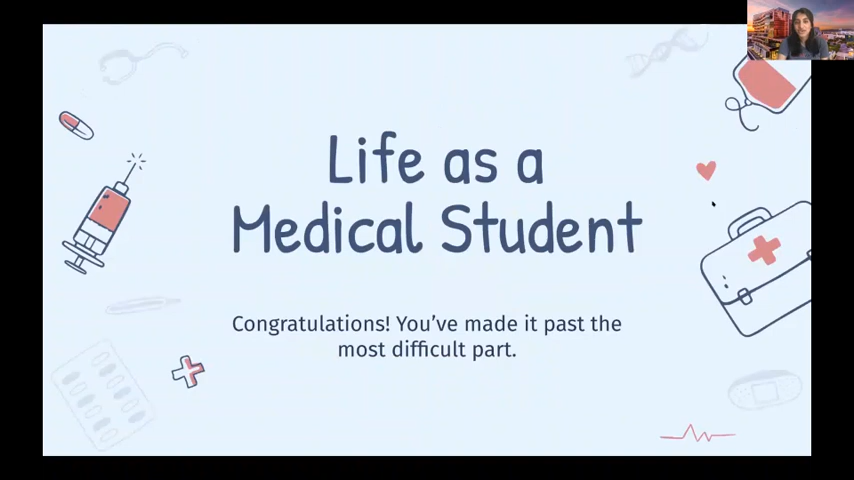 Life as a
Medical Student
Congratulations! You’ve made it past the
most difficult part.